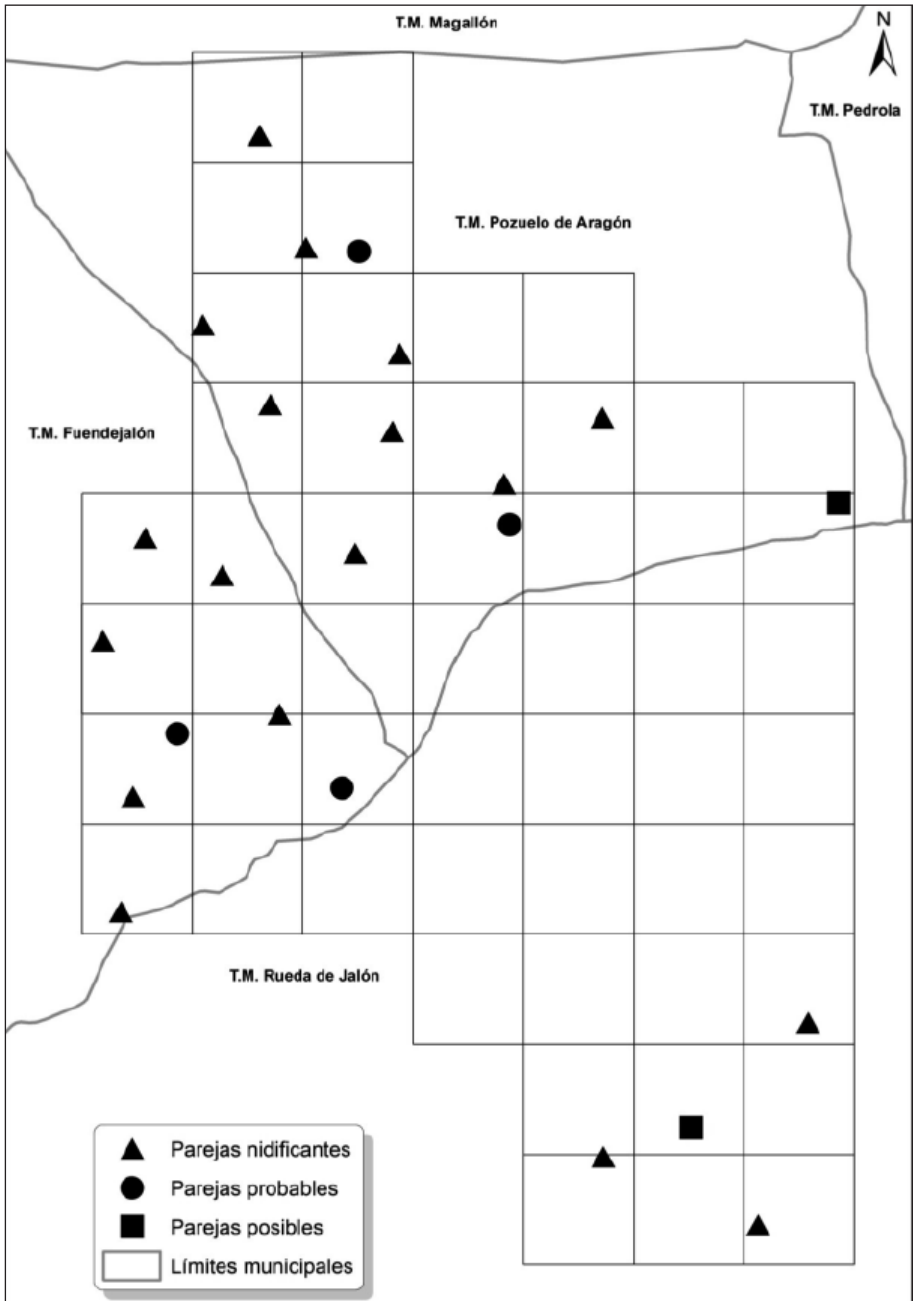 T.M. Magallón
N
T.M. Pedrola
T.M. Pozuelo de Aragón
T.M. Fuendejalón
T.M. Rueda de Jalón
Parejas nidificantes
Parejas probables
Parejas posibles
Límites municipales